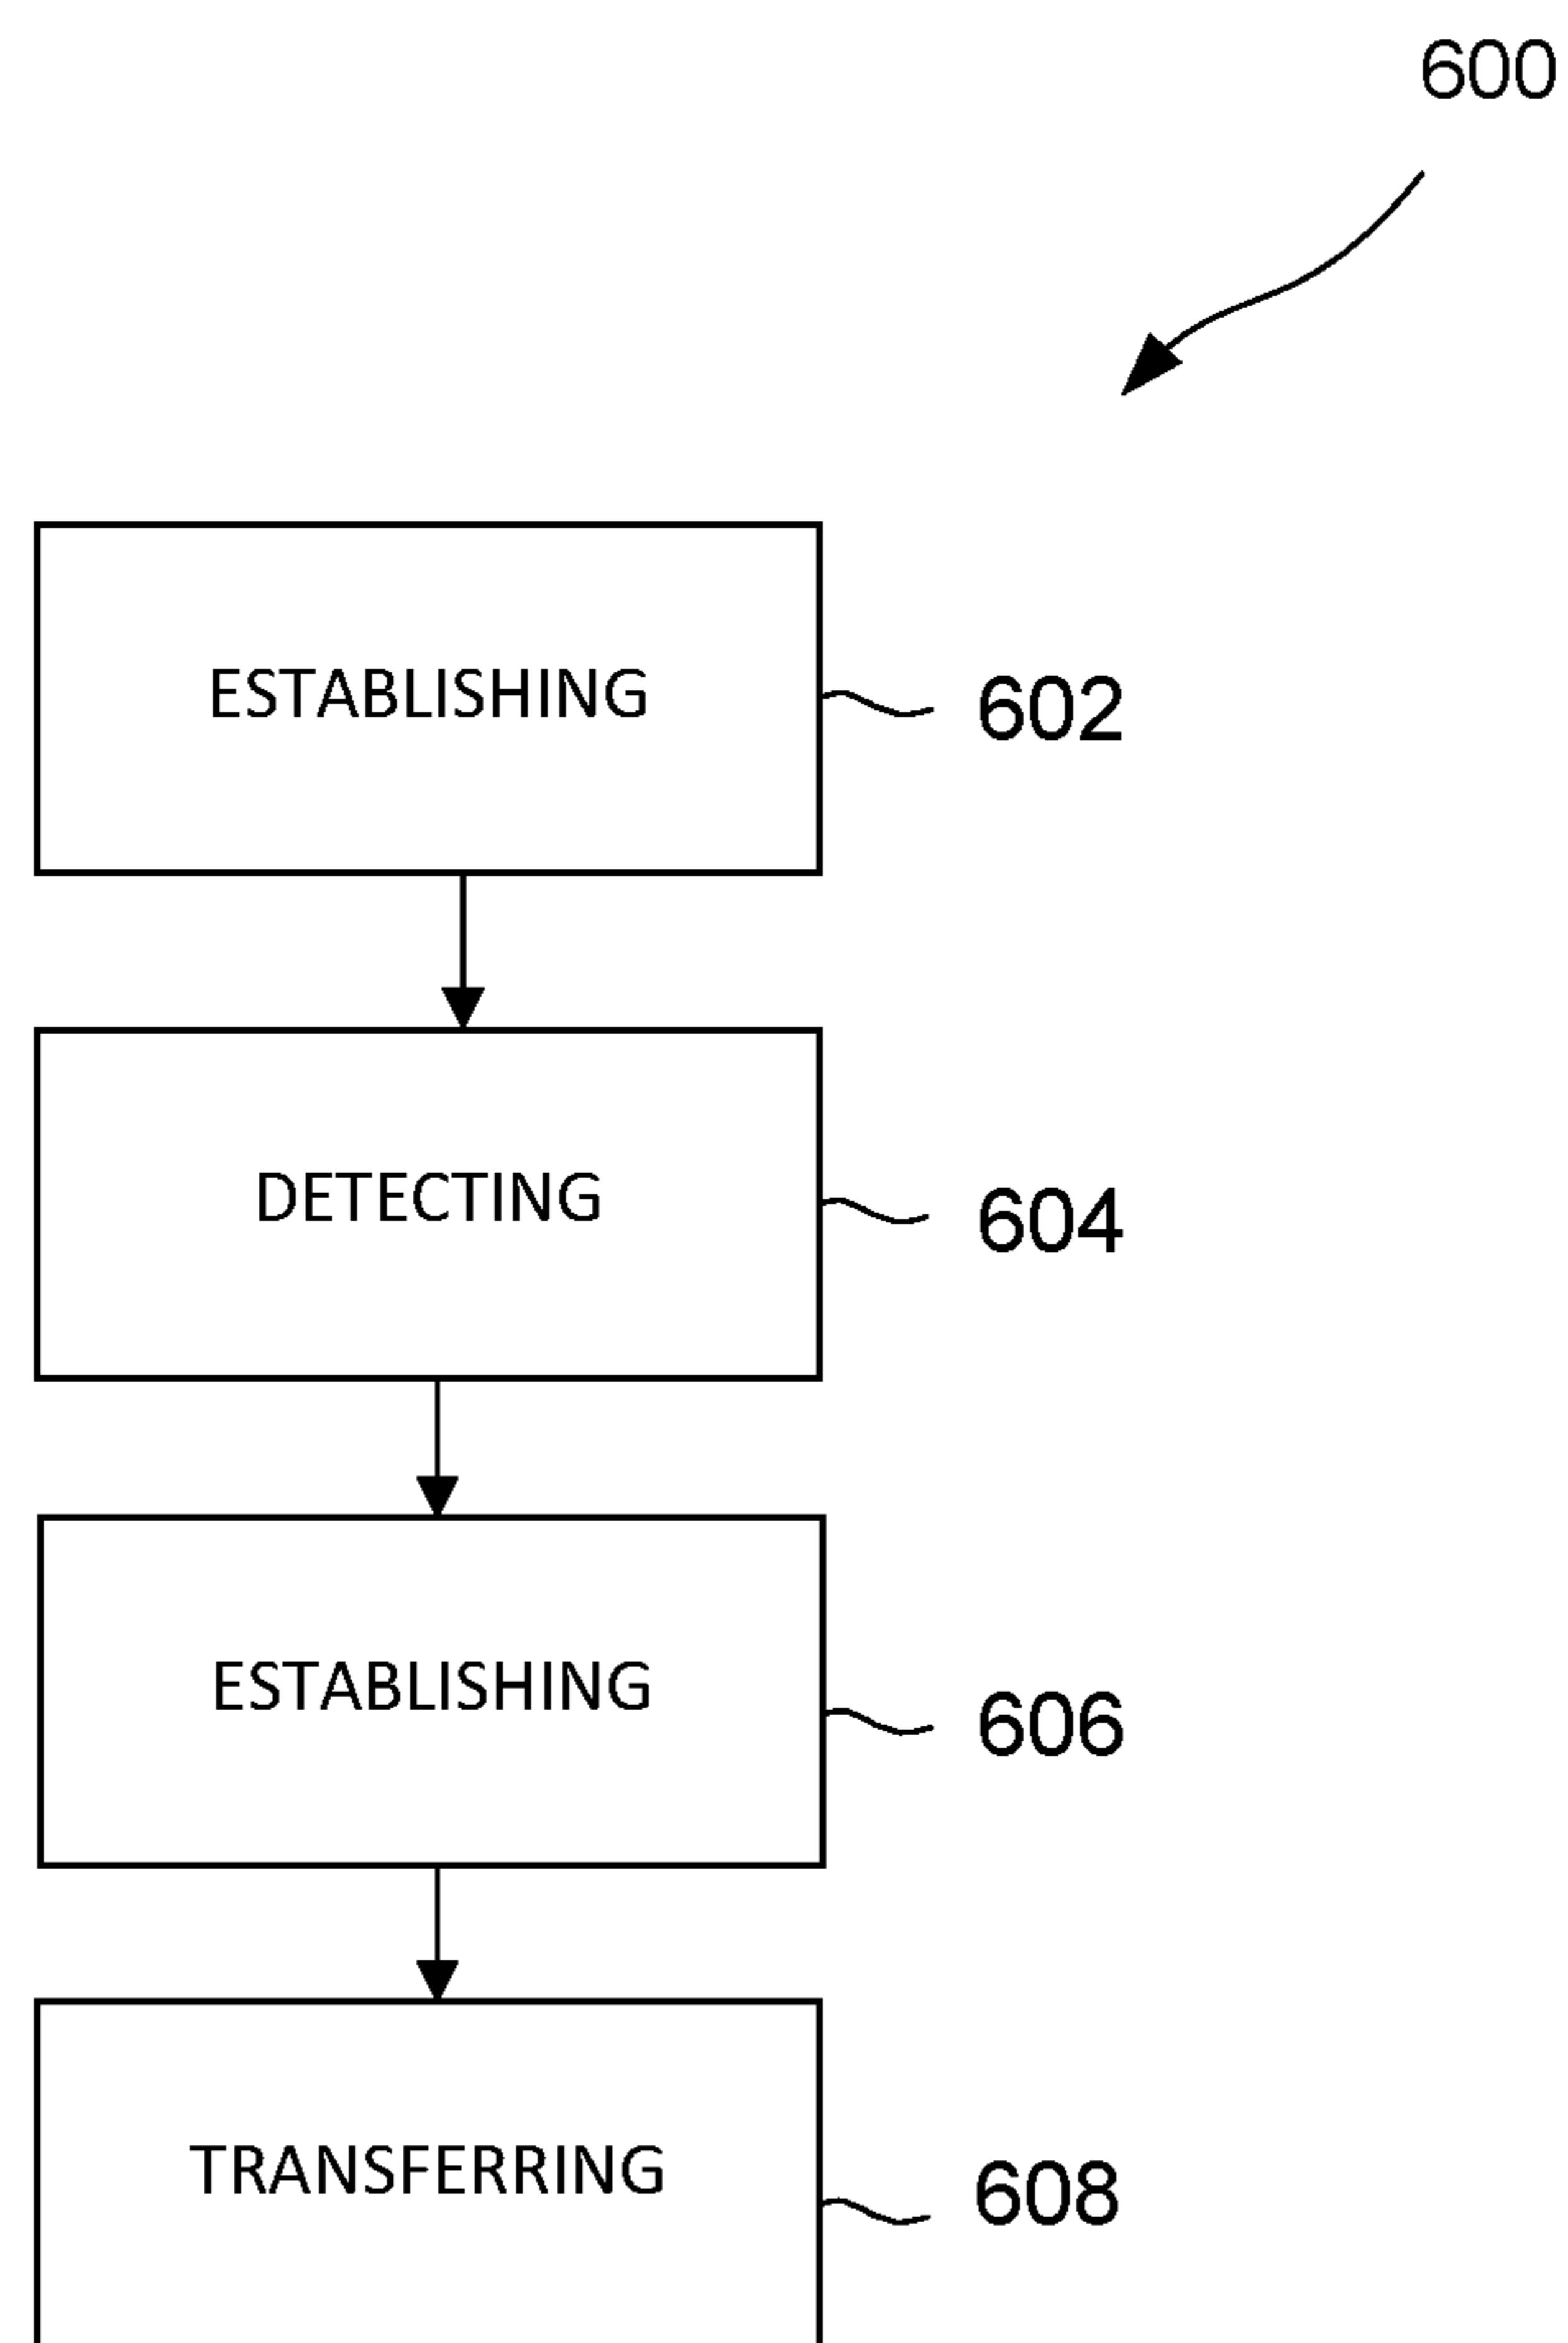 600
ESTABLISHING
602
DETECTING
604
ESTABLISHING
606
TRANSFERRING
608